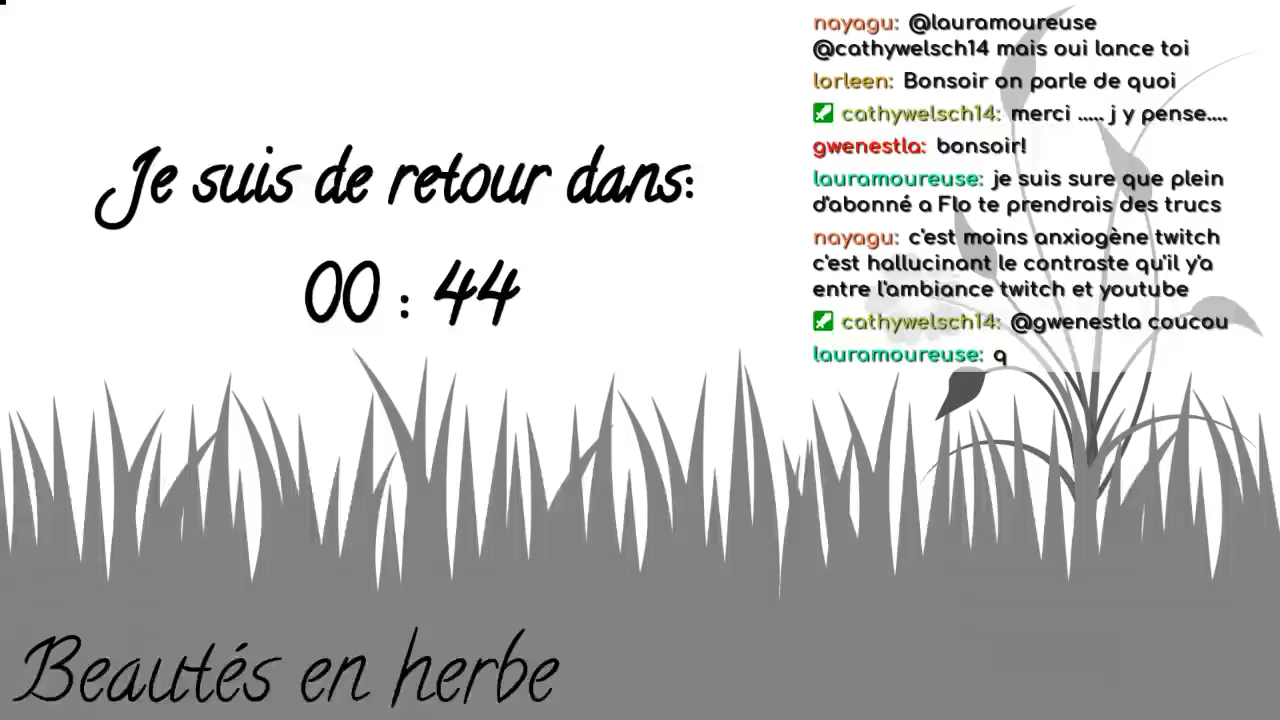 Je suis de retour dans:
00 : 44
nayagu: @lauramoureuse
@cathywelsch14 mais oui lance toi
lorleen: Bonsoir on parle de quoi
cathywelsch14: merci ..... j y pense....
gwenestla: bonsoir!
lauramoureuse: je suis sure que plein
d'abonné a Flo te prendrais des trucs
nayagu: c'est moins anxiogène twitch
c'est hallucinant le contraste qu'il y'a
entre l'ambiance twitch et youtube
cathywelsch14: @gwenestla coucou
lauramoureuse: q
Beautés en herbe